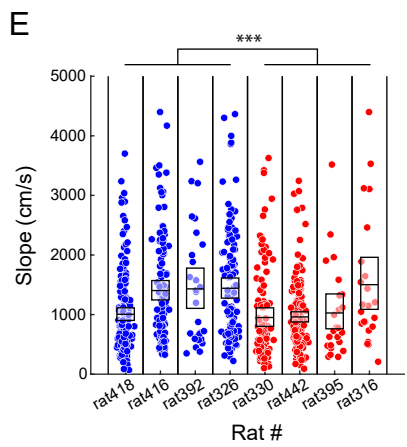 E
***
5000
4000
3000
2000
1000
0
Slope (cm/s)
rat418
rat416
rat392
rat326
rat330
rat442
rat395
rat316
Rat #